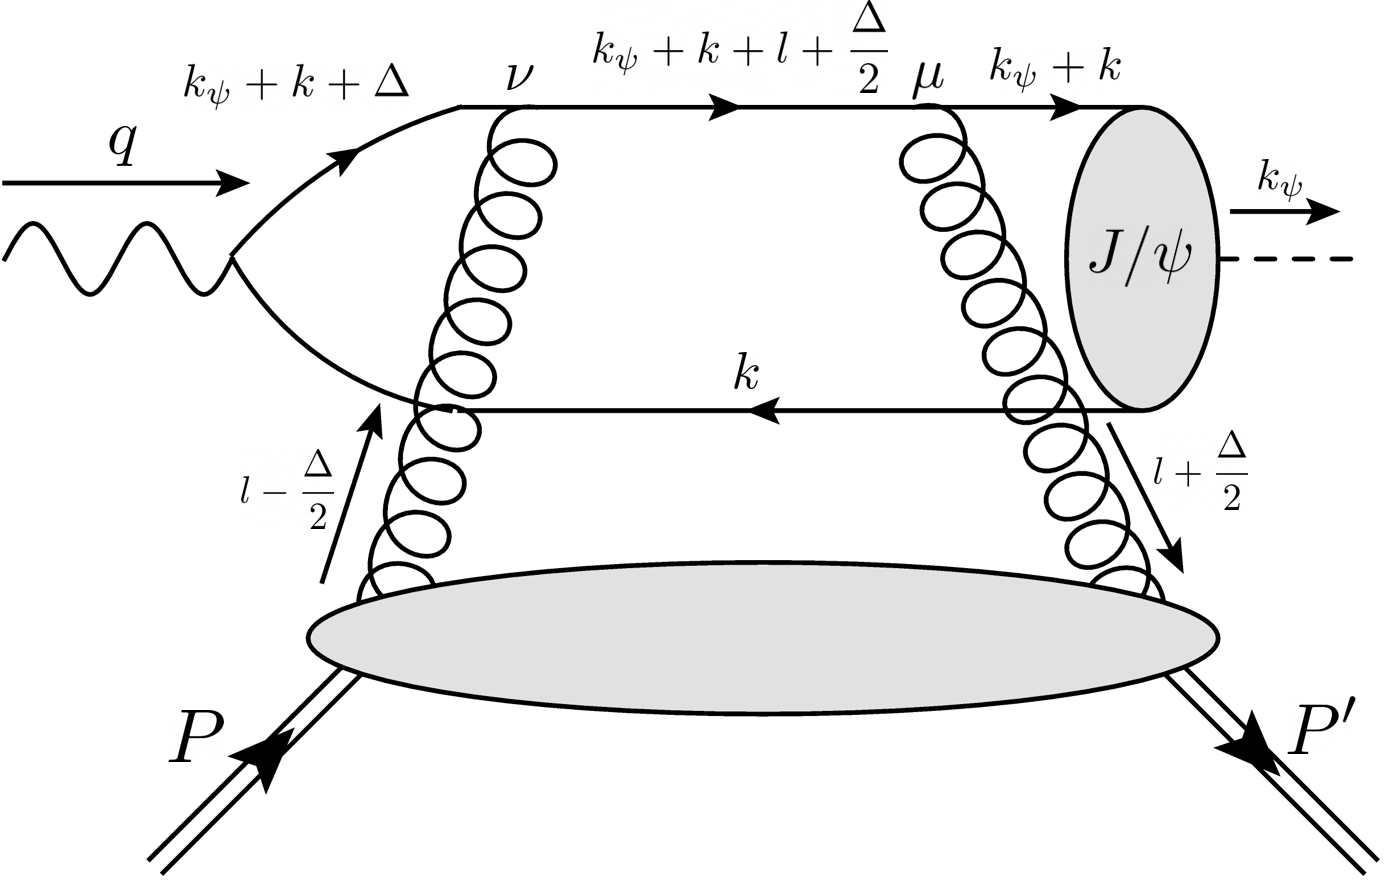 k_ψ + k + Δ
ν
k_ψ + k + l + Δ/2
μ
k_ψ + k
q
k_ψ
J/ψ
k
l − Δ/2
l + Δ/2
P
P′